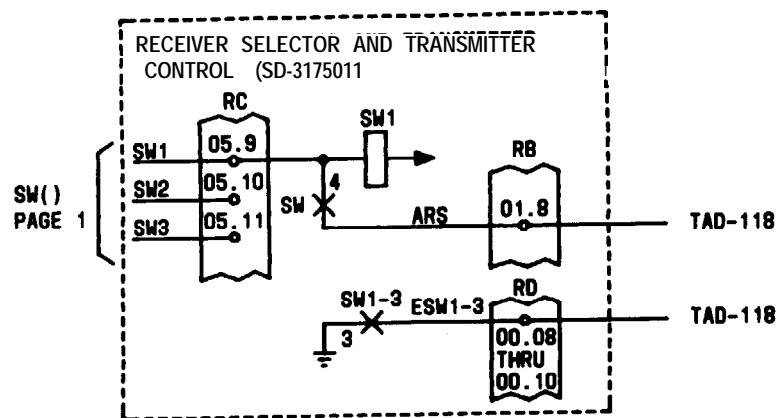 RECEIVER SELECTOR AND TRANSMITTER
CONTROL (SD-3175011
RC
SW1
RB
SW1
05.9
SW2
05.10
SW3
05.11
SW()
PAGE 1
4
SW
ARS
01.8
TAD-118
RD
SW1-3
ESW1-3
3
00.08
THRU
00.10
TAD-118